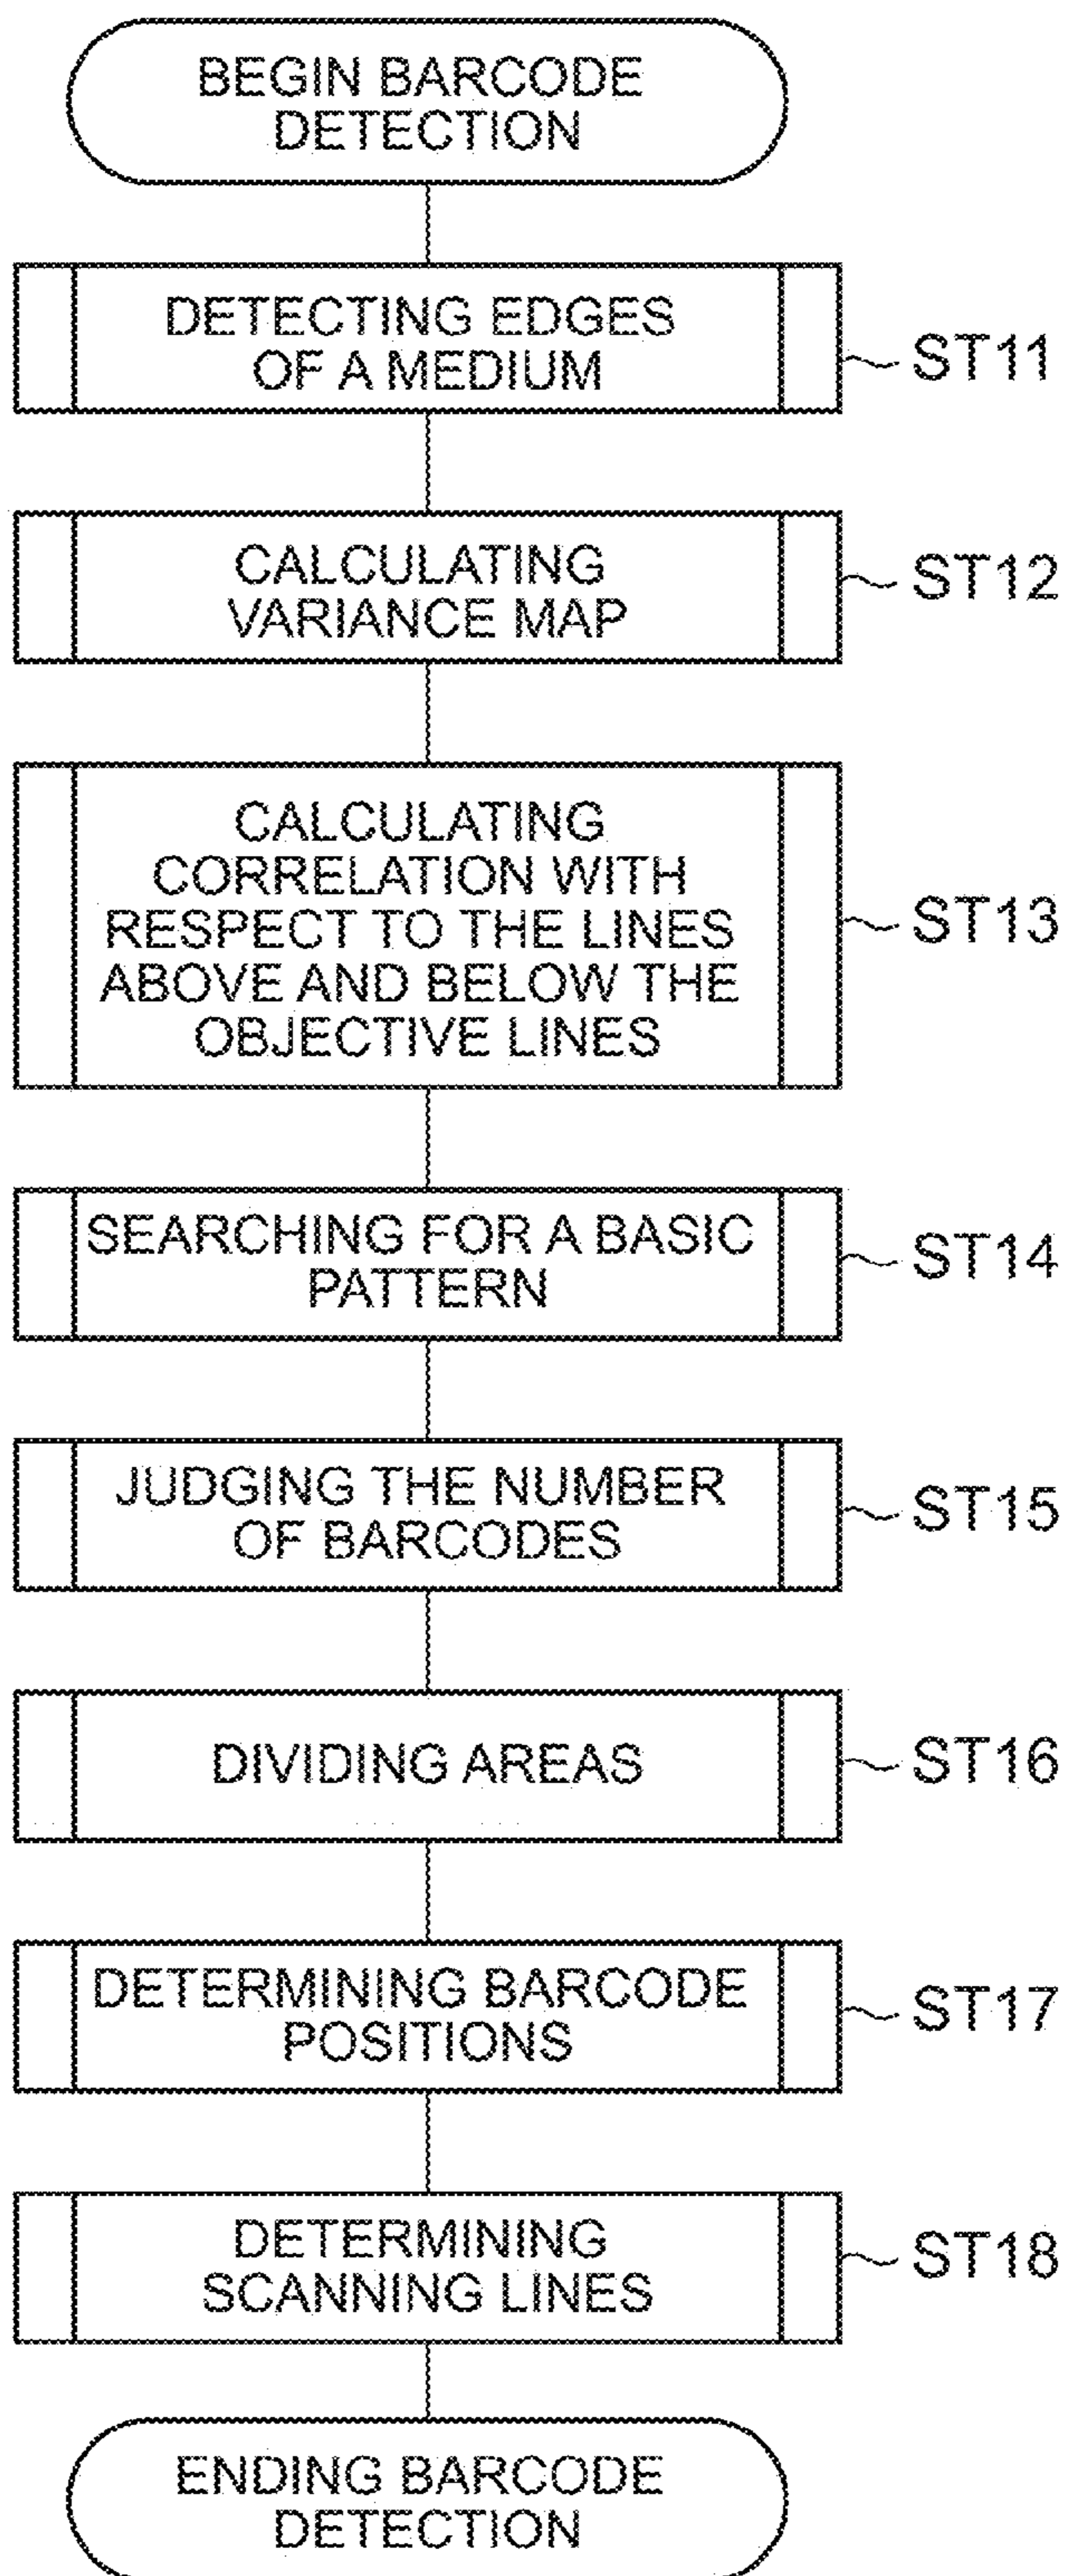 BEGIN BARCODE
DETECTION
DETECTING EDGES
OF A MEDIUM
ST11
CALCULATING
VARIANCE MAP
ST12
CALCULATING
CORRELATION WITH
RESPECT TO THE LINES
ABOVE AND BELOW THE
OBJECTIVE LINES
ST13
SEARCHING FOR A BASIC
PATTERN
ST14
JUDGING THE NUMBER
OF BARCODES
ST15
DIVIDING AREAS
ST16
DETERMINING BARCODE
POSITIONS
ST17
DETERMINING
SCANNING LINES
ST18
ENDING BARCODE
DETECTION